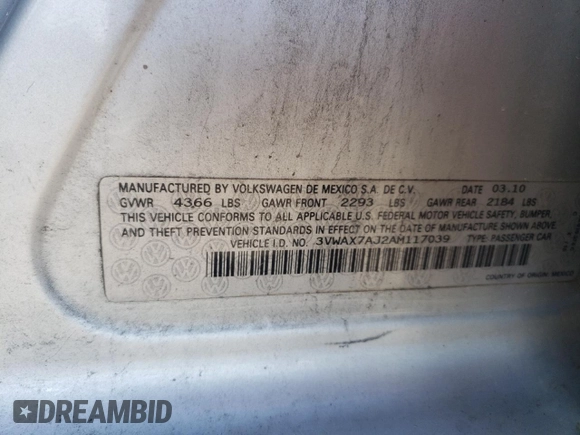 MANUFACTURED BY VOLKSWAGEN DE MEXICO S.A. DE C.V. DATE 03.10
GVWR 4366 LBS GAWR FRONT 2293 LBS GAWR REAR 2184 LBS
THIS VEHICLE CONFORMS TO ALL APPLICABLE U.S. FEDERAL MOTOR VEHICLE SAFETY, BUMPER,
AND THEFT PREVENTION STANDARDS IN EFFECT ON THE DATE OF MANUFACTURE SHOWN ABOVE
VEHICLE I.D. NO. 3VWAX7AJ2AM117039 TYPE: PASSENGER CAR
COUNTRY OF ORIGIN: MEXICO
DREAMBID